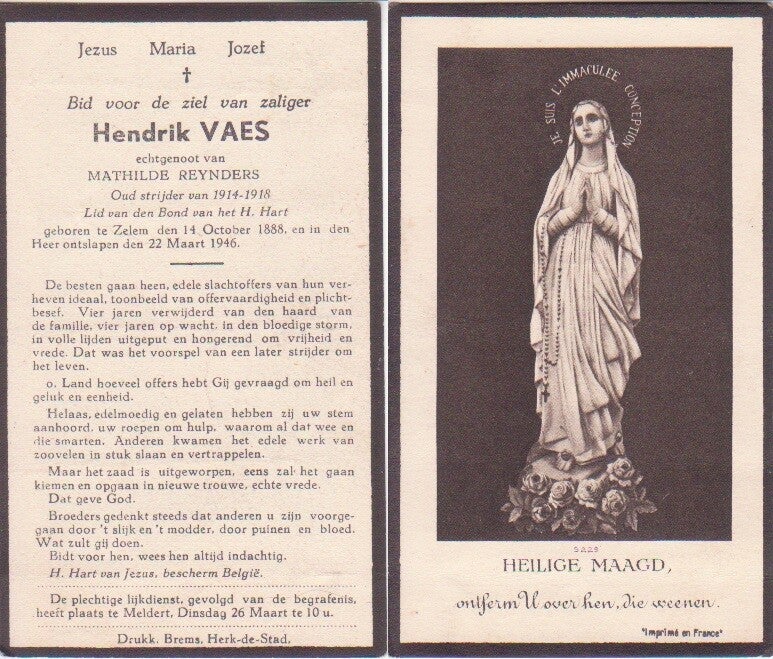 Jezus Maria Jozef
†
Bid voor de ziel van zaliger
Hendrik VAES
echtgenoot van
MATHILDE REYNDERS
Oud strijder van 1914-1918
Lid van den Bond van het H. Hart
geboren te Zelem den 14 October 1888, en in den
Heer ontslapen den 22 Maart 1946.
De besten gaan heen, edele slachtoffers van hun ver-
heven ideaal, toonbeeld van offervaardigheid en plicht-
besef. Vier jaren verwijderd van den haard van
de familie, vier jaren op wacht, in den bloedige storm,
in volle lijden uitgeput en hongerend om vrijheid en
vrede. Dat was het voorspel van een later strijder om
het leven.
o. Land hoeveel offers hebt Gij gevraagd om heil en
geluk en eenheid.
Helaas, edelmoedig en gelaten hebben zij uw stem
aanhoord, uw roepen om hulp, waarom al dat wee en
die smarten. Anderen kwamen het edele werk van
zoovelen in stuk slaan en vertrappelen.
Maar het zaad is uitgeworpen, eens zal het gaan
kiemen en opgaan in nieuwe trouwe, echte vrede.
Dat geve God.
Broeders gedenkt steeds dat anderen u zijn voorge-
gaan door 't slijk en 't modder, door puinen en bloed.
Wat zult gij doen.
Bidt voor hen, wees hen altijd indachtig.
H. Hart van Jezus, bescherm België.
De plechtige lijkdienst, gevolgd van de begrafenis,
heeft plaats te Meldert, Dinsdag 26 Maart te 10 u.
Drukk. Brems, Herk-de-Stad.
JE SUIS L'IMMACULEE CONCEPTION
HEILIGE MAAGD,
ontferm U over hen, die weenen.
"Imprimé en France"